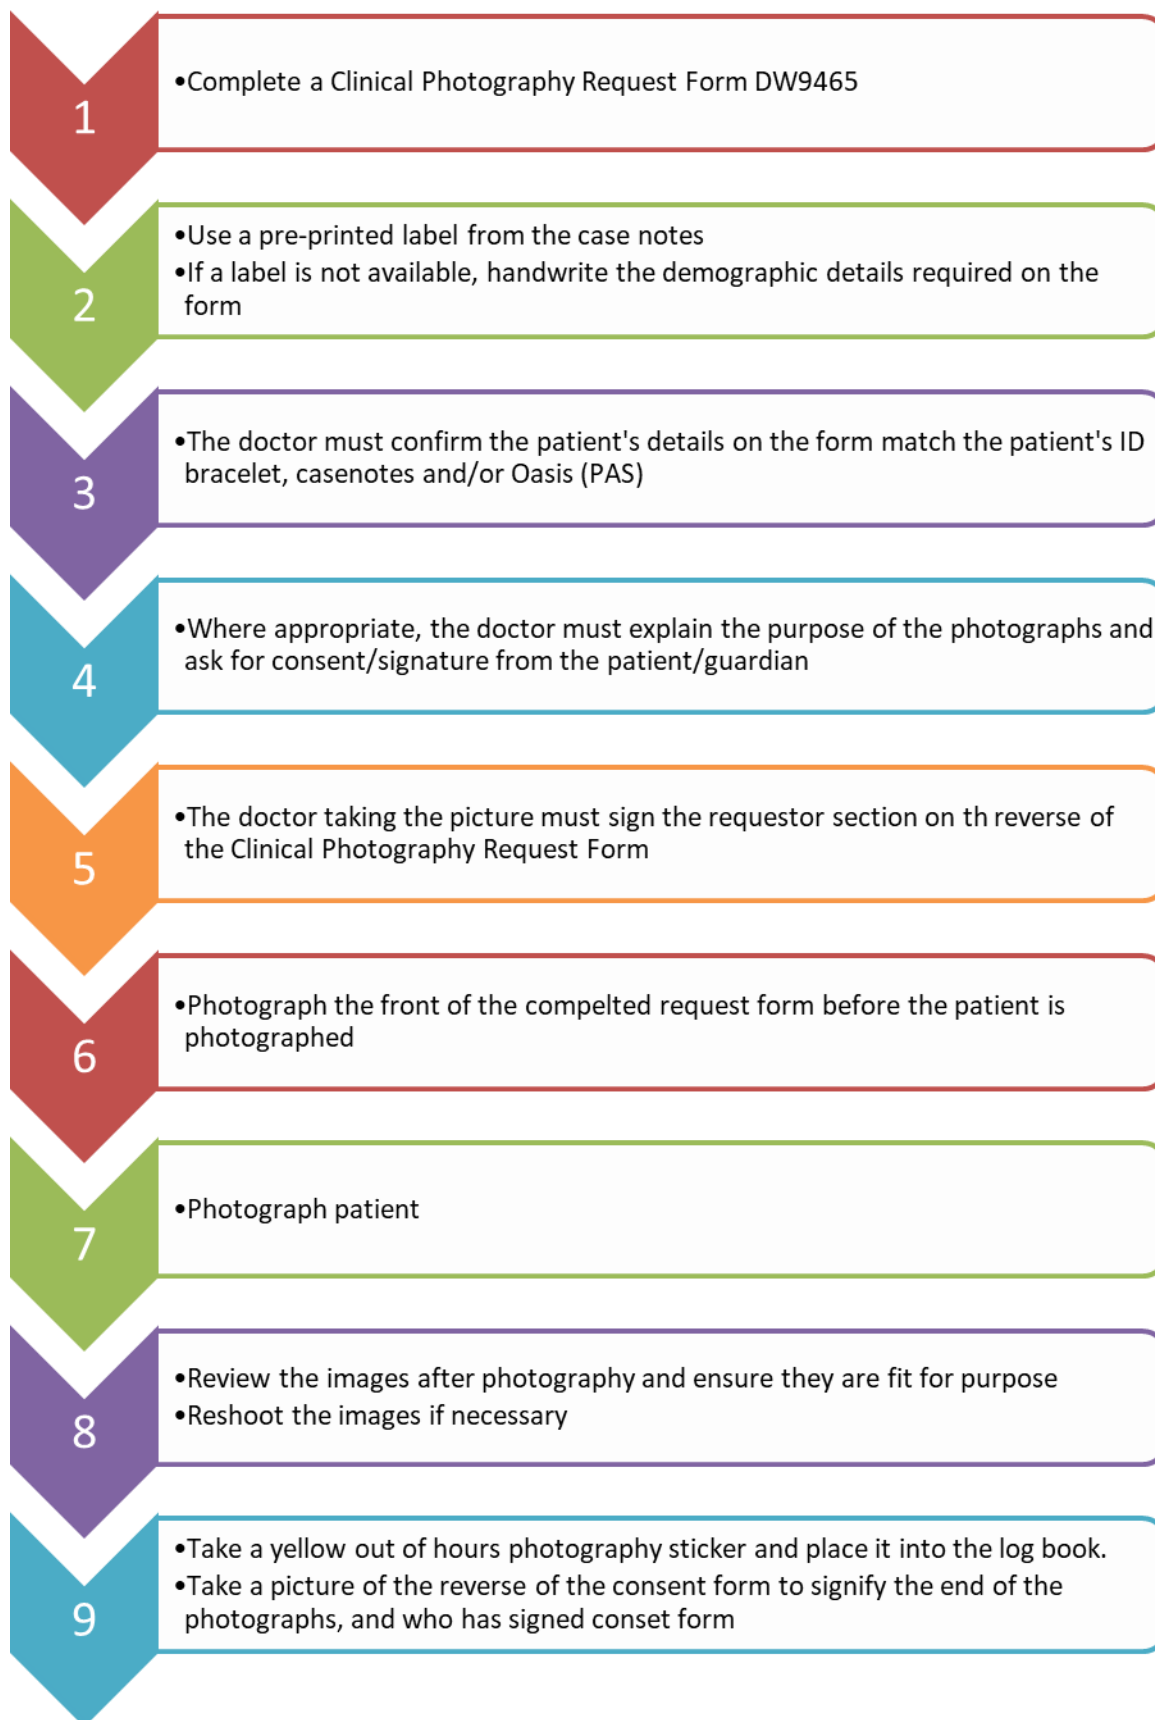 1
•Complete a Clinical Photography Request Form DW9465
2
•Use a pre-printed label from the case notes
•If a label is not available, handwrite the demographic details required on the
form
3
•The doctor must confirm the patient's details on the form match the patient's ID
bracelet, casenotes and/or Oasis (PAS)
4
•Where appropriate, the doctor must explain the purpose of the photographs and
ask for consent/signature from the patient/guardian
5
•The doctor taking the picture must sign the requestor section on th reverse of
the Clinical Photography Request Form
6
•Photograph the front of the compelted request form before the patient is
photographed
7
•Photograph patient
8
•Review the images after photography and ensure they are fit for purpose
•Reshoot the images if necessary
9
•Take a yellow out of hours photography sticker and place it into the log book.
•Take a picture of the reverse of the consent form to signify the end of the
photographs, and who has signed conset form